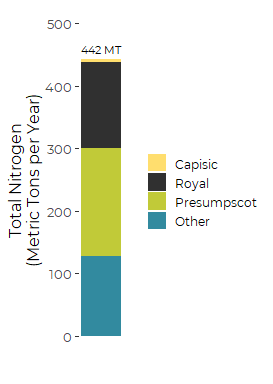 Total Nitrogen
(Metric Tons per Year)
500
400
300
200
100
0
442 MT
Capisic
Royal
Presumpscot
Other